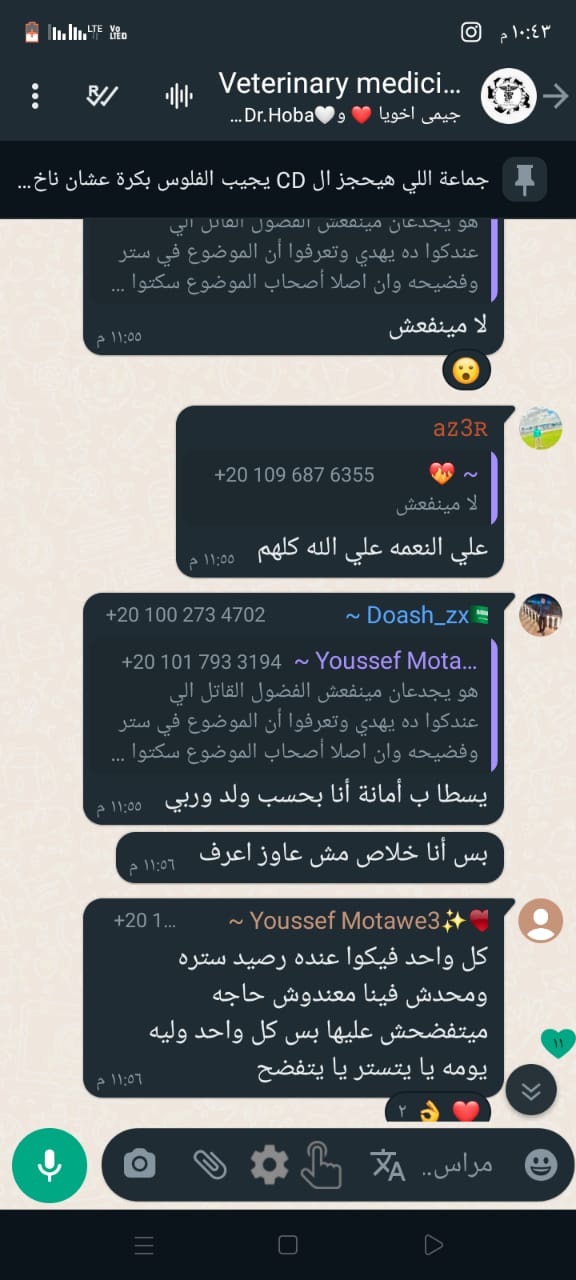 ١٠:٤٣ م
LTE Vo LTED
Veterinary medici...
جيمى اخويا ❤️ و🤍Dr.Hoba...
جماعة اللي هيحجز ال CD يجيب الفلوس بكرة عشان ناخ...
هو يجدعان مينفعش الفضول القاتل الي
عندكوا ده يهدي وتعرفوا أن الموضوع في ستر
وفضيحه وان اصلا أصحاب الموضوع سكتوا ...
لا مينفعش
١١:٥٥ م
😮
az3R
~ ❤️‍🔥 +20 109 687 6355
لا مينفعش
علي النعمه علي الله كلهم
١١:٥٥ م
~ Doash_zx🇸🇦 +20 100 273 4702
~ Youssef Mota... +20 101 793 3194
هو يجدعان مينفعش الفضول القاتل الي
عندكوا ده يهدي وتعرفوا أن الموضوع في ستر
وفضيحه وان اصلا أصحاب الموضوع سكتوا ...
يسطا ب أمانة أنا بحسب ولد وربي
١١:٥٥ م
بس أنا خلاص مش عاوز اعرف
١١:٥٦ م
~ Youssef Motawe3✨♥️ +20 1...
كل واحد فيكوا عنده رصيد ستره
ومحدش فينا معندوش حاجه
ميتفضحش عليها بس كل واحد وليه
يومه يا يتستر يا يتفضح
١١:٥٦ م
١١
❤️ 👌 ٢
مراس..